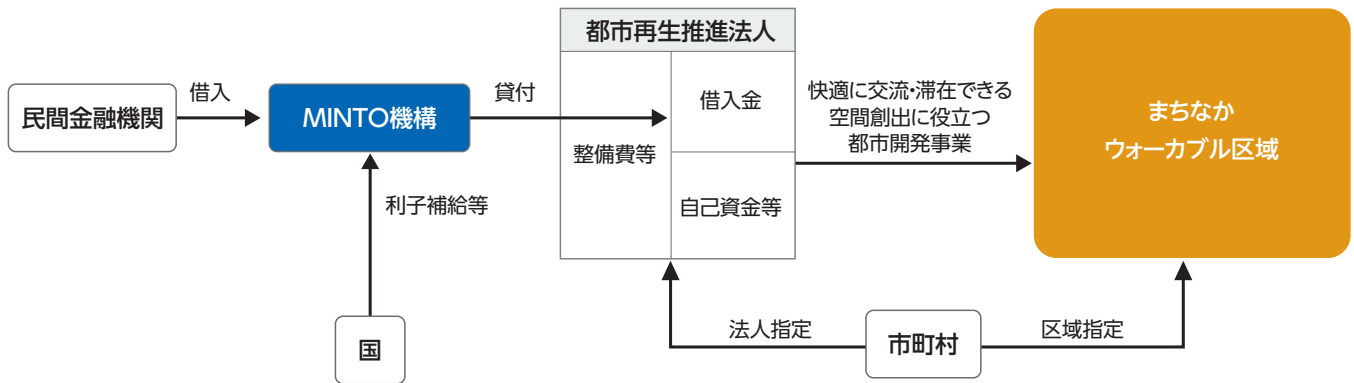 都市再生推進法人
民間金融機関
借入
MINTO機構
貸付
整備費等
借入金
自己資金等
快適に交流・滞在できる
空間創出に役立つ
都市開発事業
まちなか
ウォーカブル区域
利子補給等
国
法人指定
市町村
区域指定